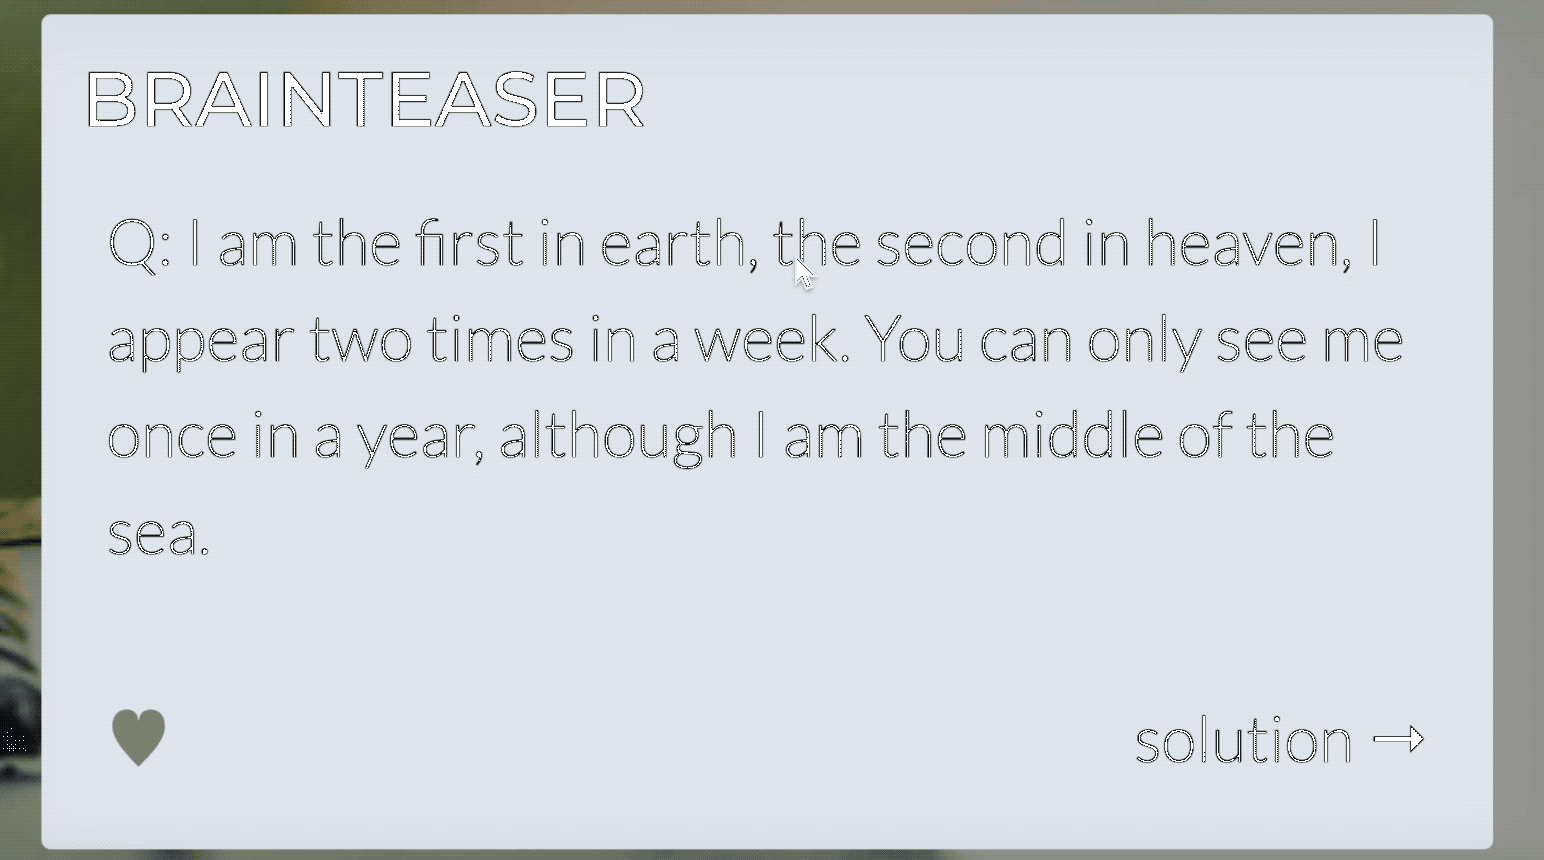 BRAINTEASER
Q: I am the first in earth, the second in heaven, I
appear two times in a week. You can only see me
once in a year, although I am the middle of the
sea.
solution →